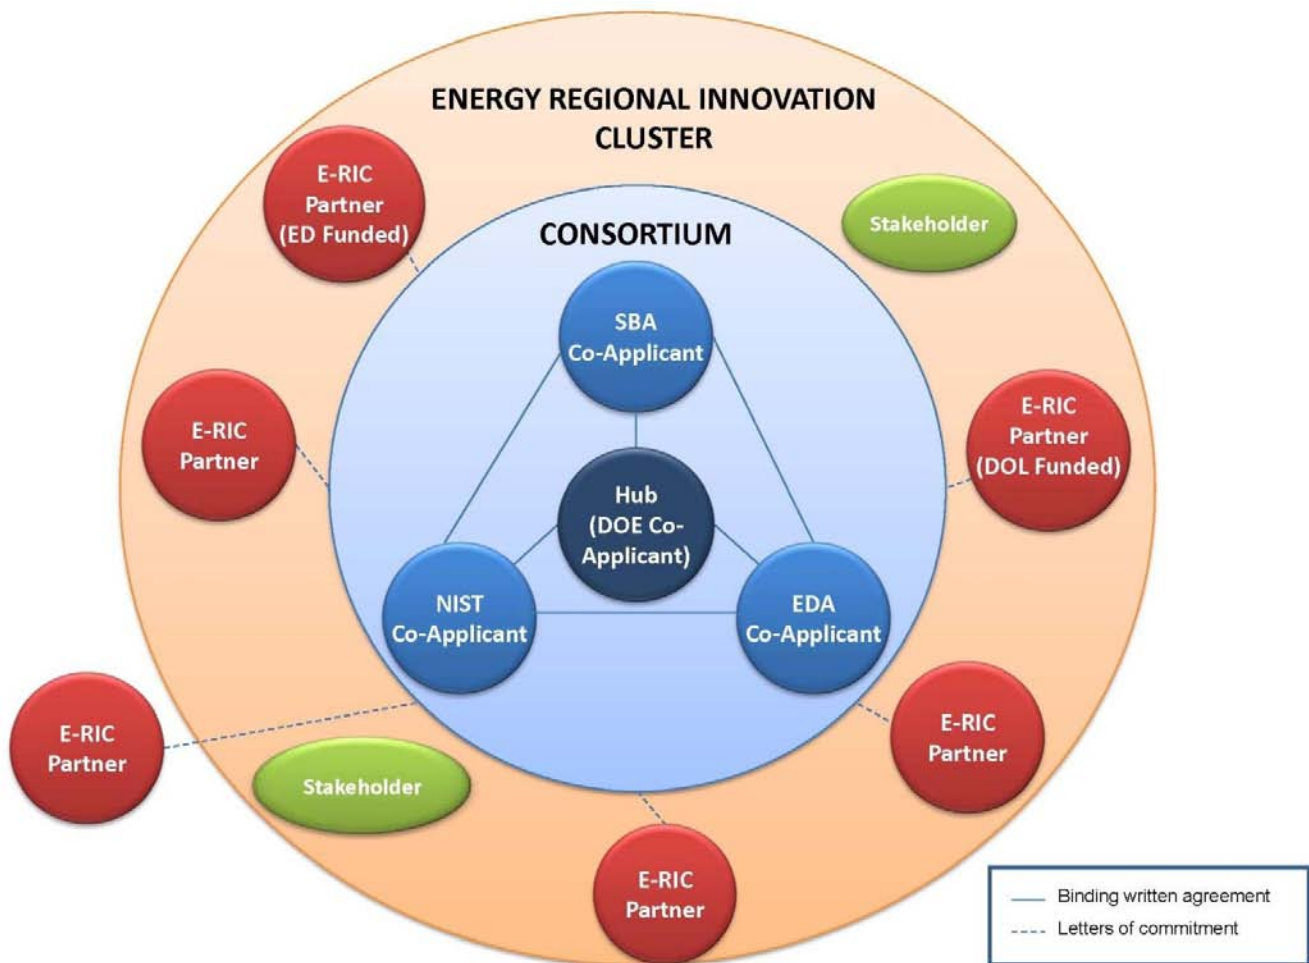 ENERGY REGIONAL INNOVATION
CLUSTER
E-RIC
Partner
(ED Funded)
Stakeholder
CONSORTIUM
SBA
Co-Applicant
E-RIC
Partner
E-RIC
Partner
(DOL Funded)
Hub
(DOE Co-
Applicant)
NIST
Co-Applicant
EDA
Co-Applicant
E-RIC
Partner
E-RIC
Partner
Stakeholder
E-RIC
Partner
Binding written agreement
Letters of commitment